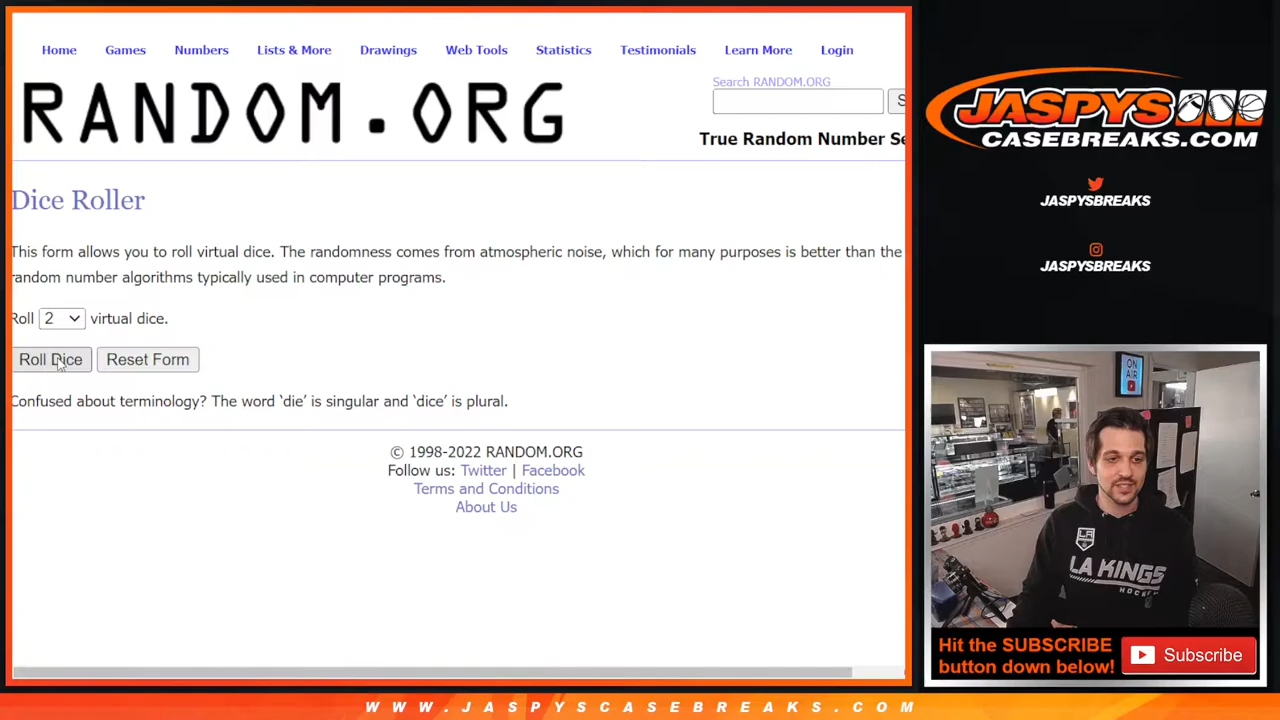 Home Games Numbers Lists & More Drawings Web Tools Statistics Testimonials Learn More Login
RANDOM.ORG
Search RANDOM.ORG
S
True Random Number Se
Dice Roller
This form allows you to roll virtual dice. The randomness comes from atmospheric noise, which for many purposes is better than the
random number algorithms typically used in computer programs.
Roll 2 virtual dice.
Roll Dice Reset Form
Confused about terminology? The word ‘die’ is singular and ‘dice’ is plural.
© 1998-2022 RANDOM.ORG
Follow us: Twitter | Facebook
Terms and Conditions
About Us
JASPYS
CASEBREAKS.COM
JASPYSBREAKS
JASPYSBREAKS
ON
AIR
LA
LA KINGS
HOCKEY
Hit the SUBSCRIBE
button down below!
Subscribe
WWW.JASPYSCASEBREAKS.COM